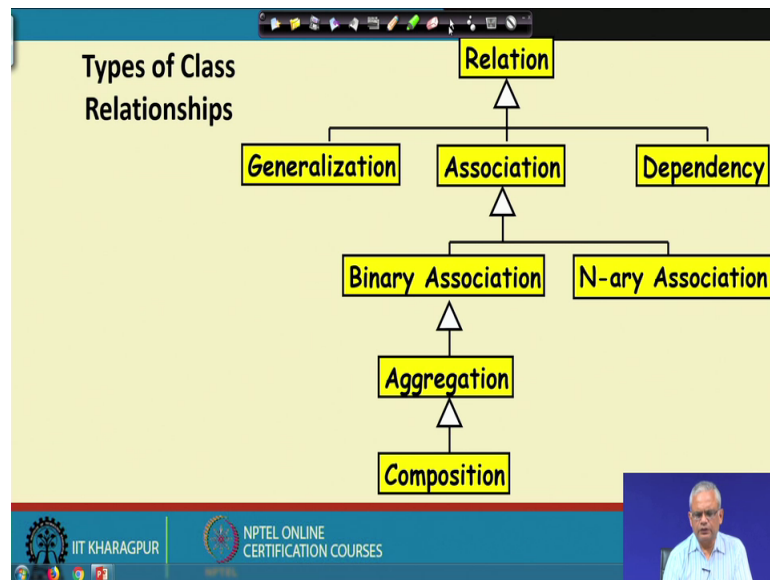 Types of Class
Relationships
Relation
Generalization
Association
Dependency
Binary Association
N-ary Association
Aggregation
Composition
IIT KHARAGPUR
NPTEL ONLINE
CERTIFICATION COURSES